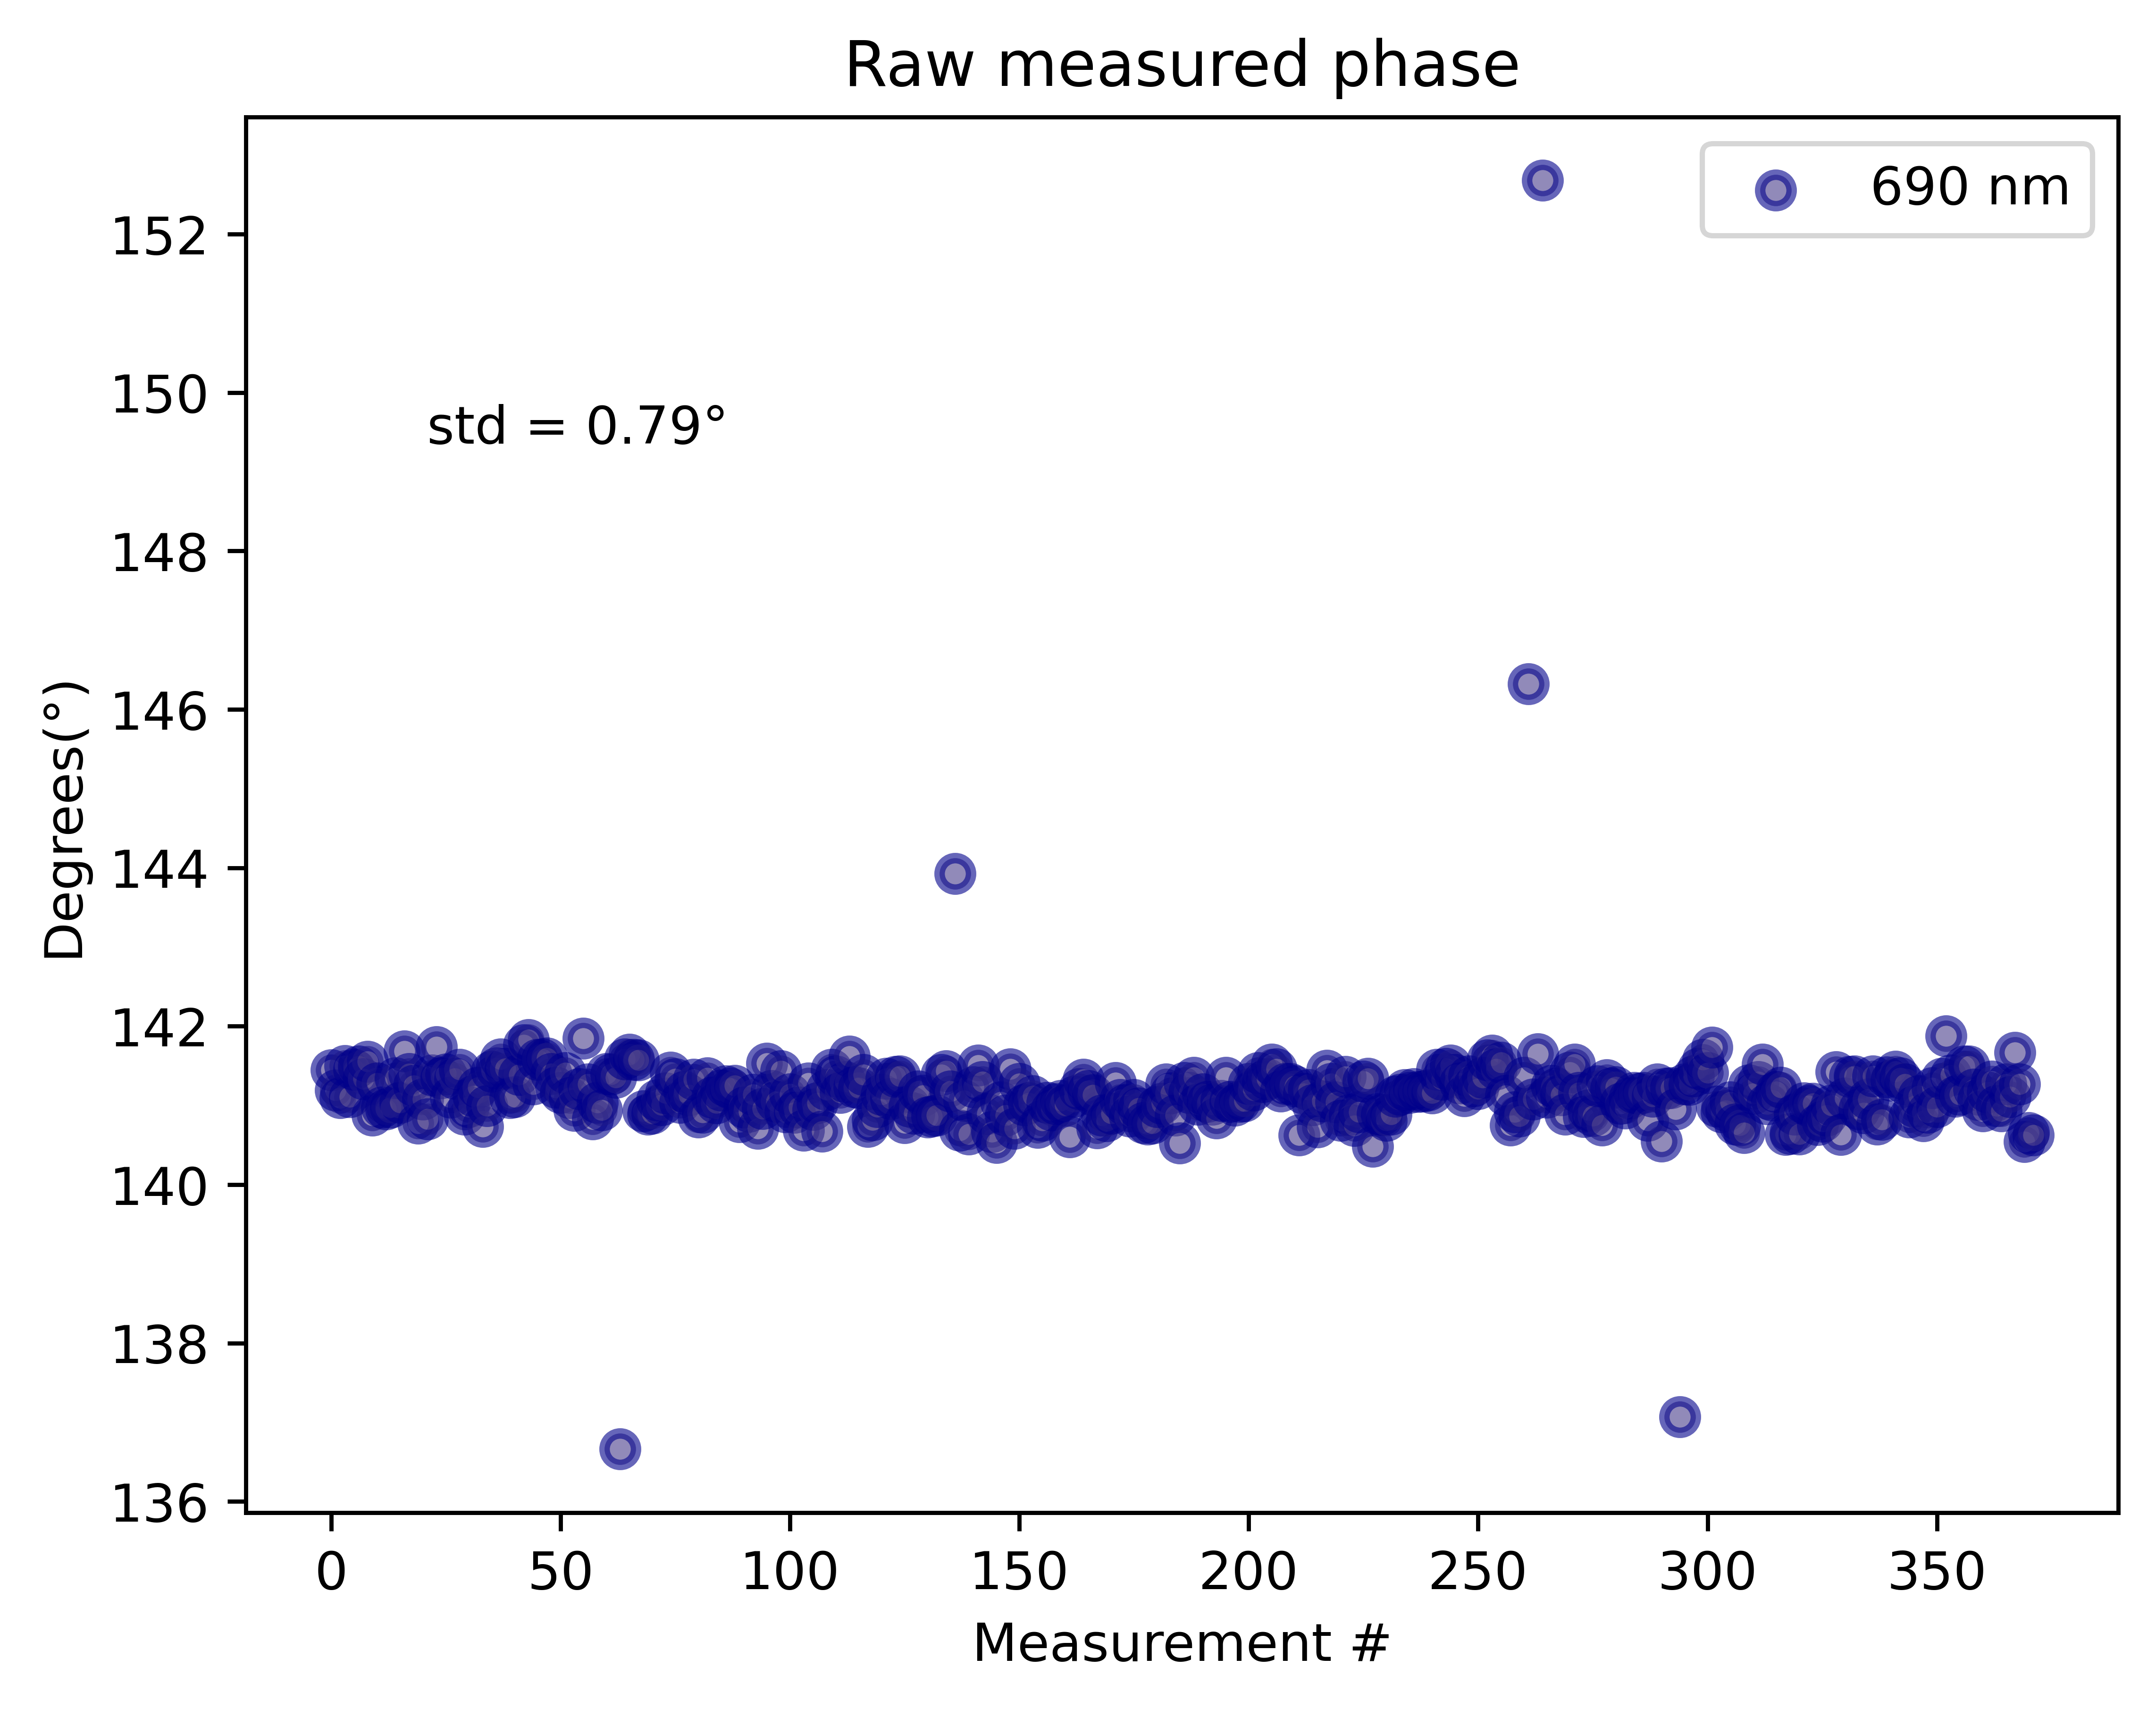 Raw measured phase
690 nm
std = 0.79°
Degrees(°)
152
150
148
146
144
142
140
138
136
0 50 100 150 200 250 300 350
Measurement #